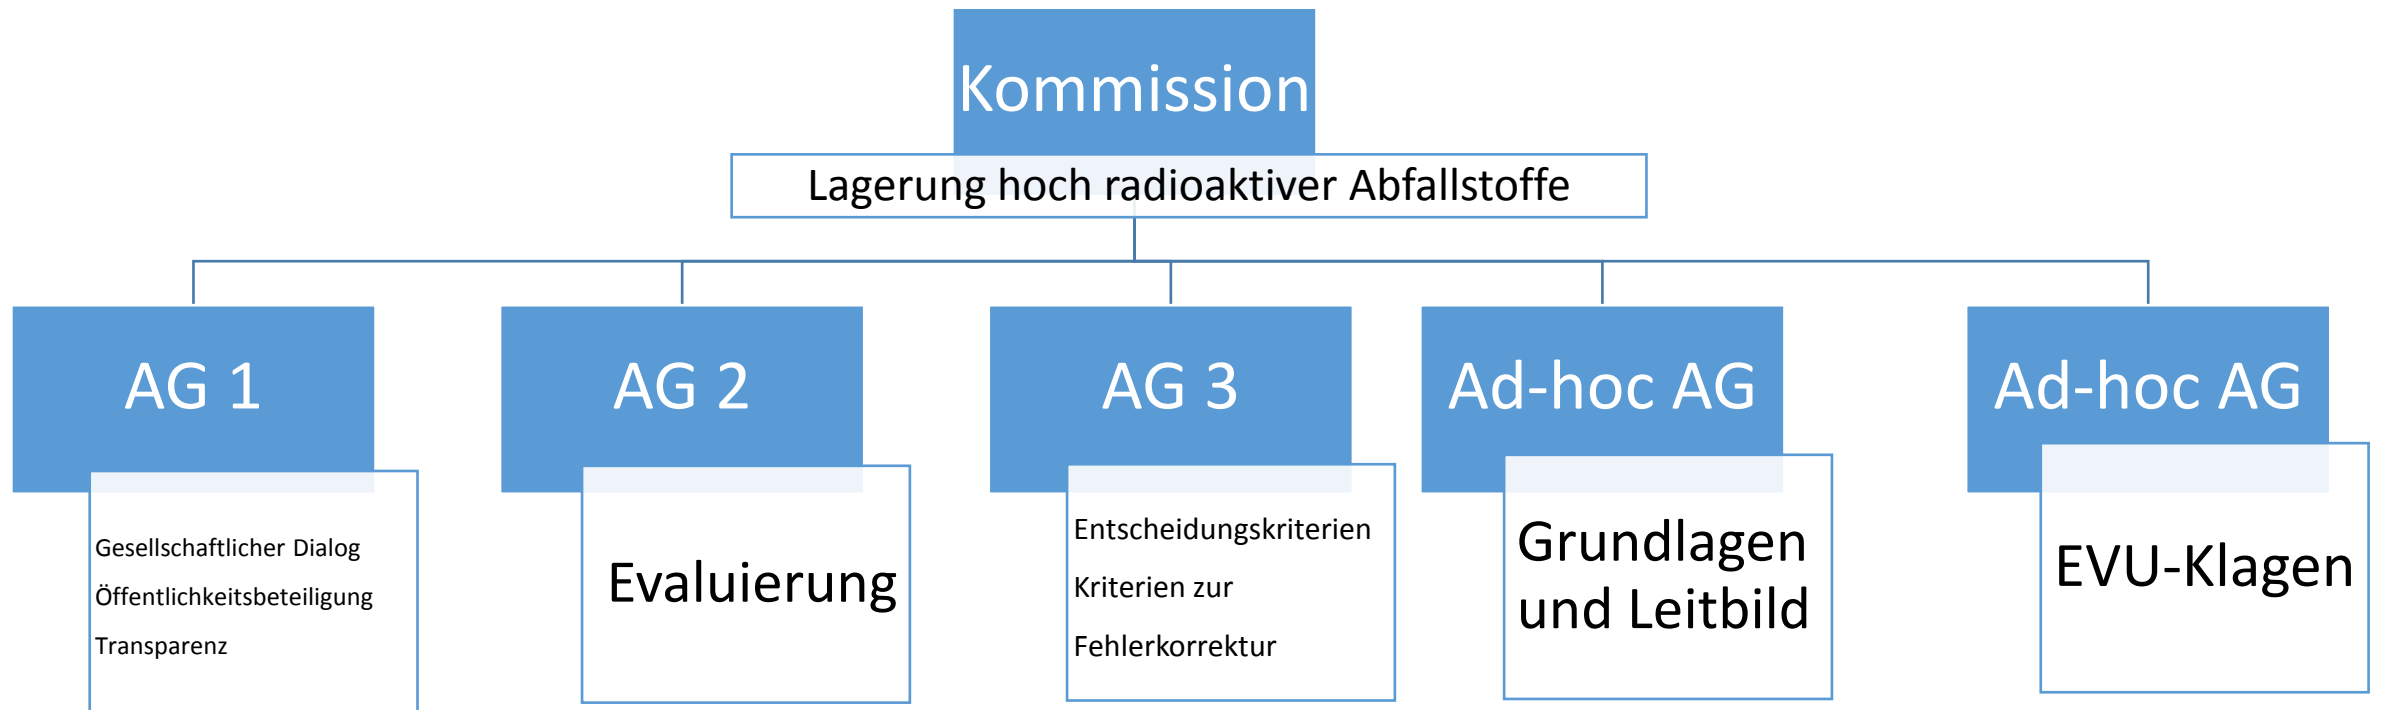 Kommission
Lagerung hoch radioaktiver Abfallstoffe
AG 1
Gesellschaftlicher Dialog
Öffentlichkeitsbeteiligung
Transparenz
AG 2
Evaluierung
AG 3
Entscheidungskriterien
Kriterien zur
Fehlerkorrektur
Ad-hoc AG
Grundlagen
und Leitbild
Ad-hoc AG
EVU-Klagen